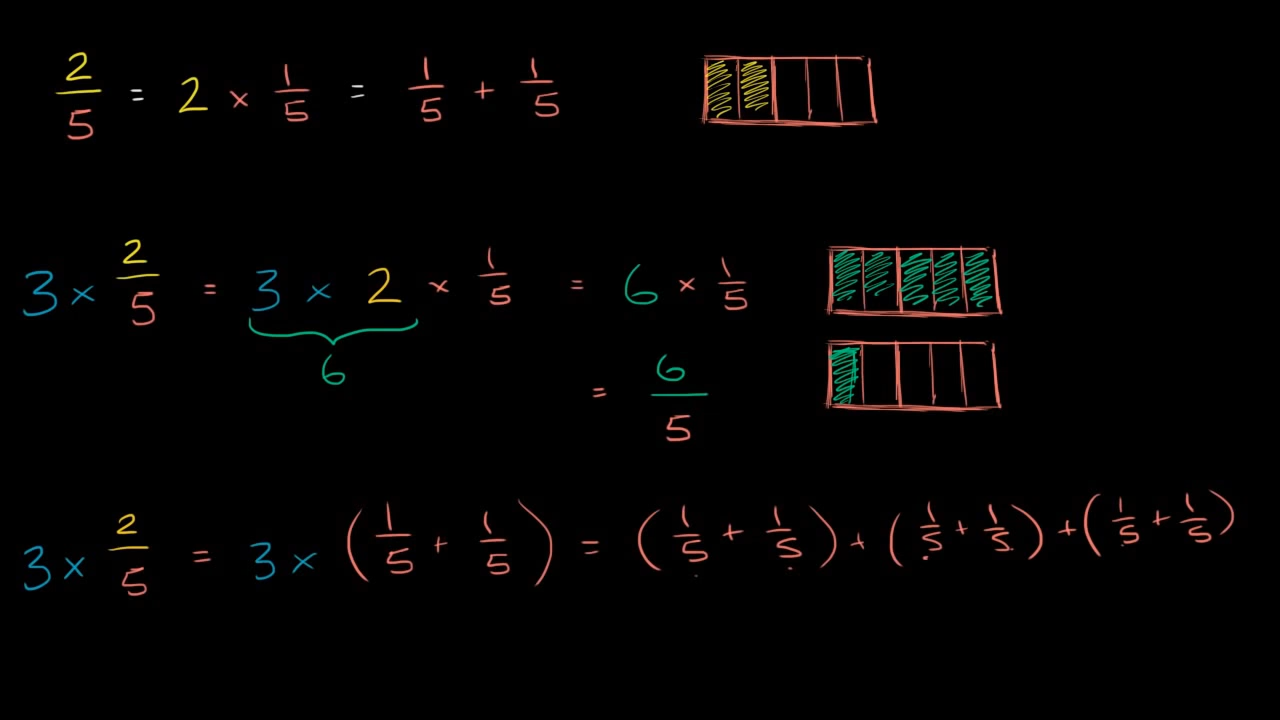 2/5 = 2 × 1/5 = 1/5 + 1/5
3 × 2/5 = 3 × 2 × 1/5 = 6 × 1/5
6
= 6/5
3 × 2/5 = 3 × (1/5 + 1/5) = (1/5 + 1/5) + (1/5 + 1/5) + (1/5 + 1/5)